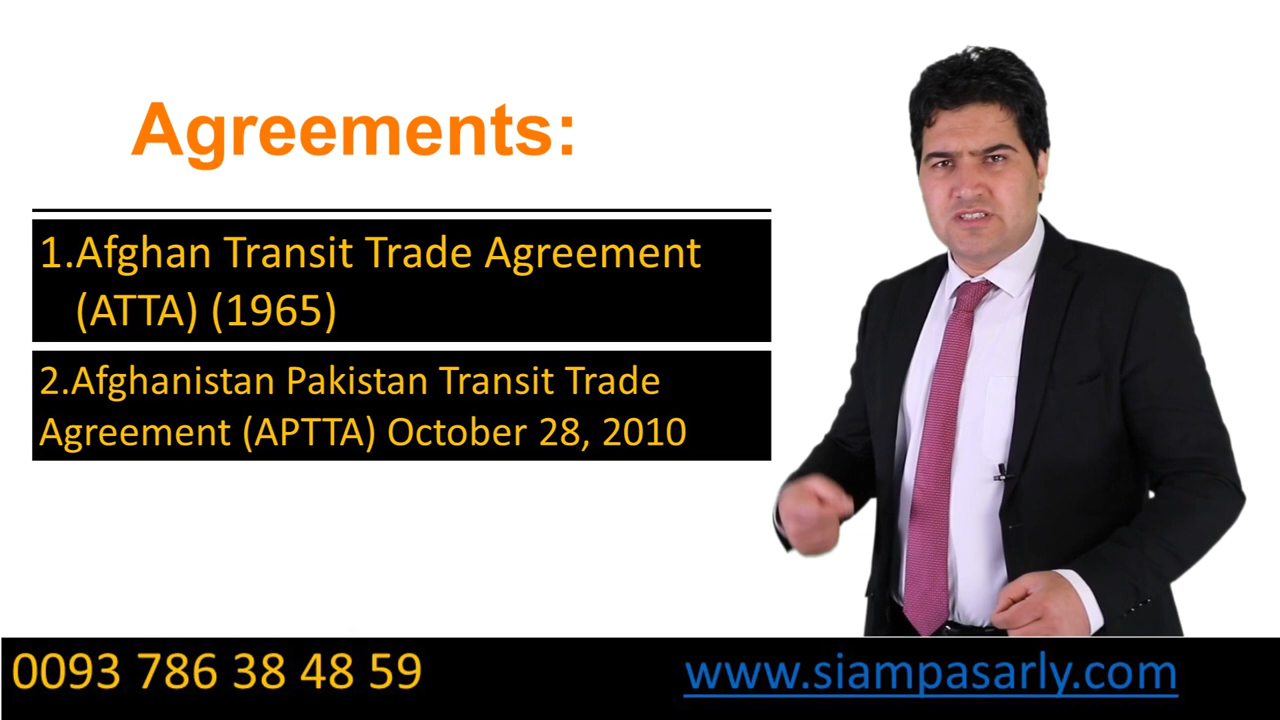 Agreements:
1.Afghan Transit Trade Agreement
(ATTA) (1965)
2.Afghanistan Pakistan Transit Trade
Agreement (APTTA) October 28, 2010
0093 786 38 48 59
www.siampasarly.com